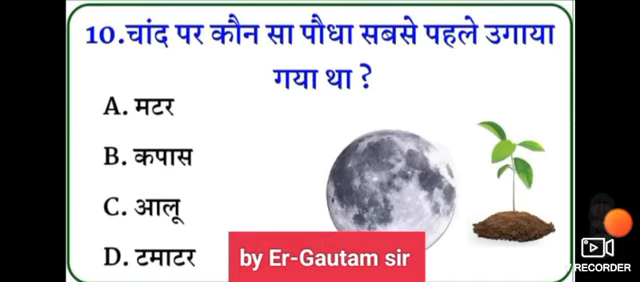 10.चांद पर कौन सा पौधा सबसे पहले उगाया
गया था ?
A. मटर
B. कपास
C. आलू
D. टमाटर
by Er-Gautam sir
RECORDER